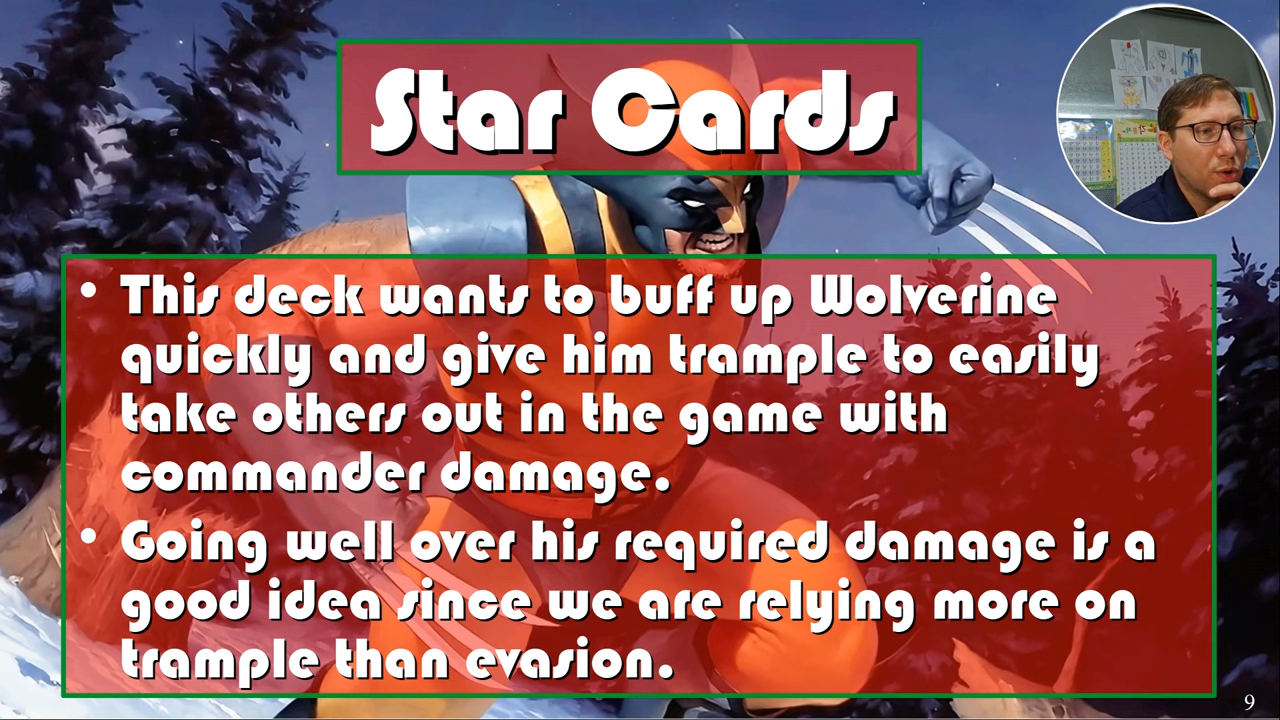 Star Cards
• This deck wants to buff up Wolverine
quickly and give him trample to easily
take others out in the game with
commander damage.
• Going well over his required damage is a
good idea since we are relying more on
trample than evasion.
9